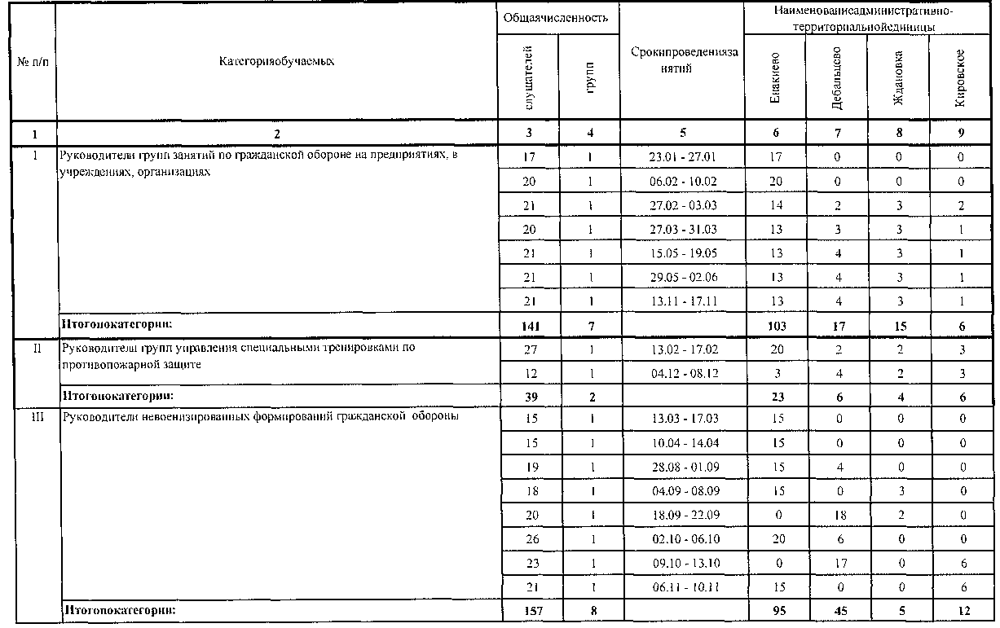 № п/п Категорияобучаемых Общаячисленность Срокипроведенияза Наименованиеадминистративно-
нятий территориальнойединицы
слушателей групп Енакиево Дебальцево Ждановка Кировское
1 2 3 4 5 6 7 8 9
I Руководители групп занятий по гражданской обороне на предприятиях, в 17 1 23.01 - 27.01 17 0 0 0
учреждениях, организациях 20 1 06.02 - 10.02 20 0 0 0
21 1 27.02 - 03.03 14 2 3 2
20 1 27.03 - 31.03 13 3 3 1
21 1 15.05 - 19.05 13 4 3 1
21 1 29.05 - 02.06 13 4 3 1
21 1 13.11 - 17.11 13 4 3 1
Итогопокатегории: 141 7 103 17 15 6
II Руководители групп управления специальными тренировками по 27 1 13.02 - 17.02 20 2 2 3
противопожарной защите 12 1 04.12 - 08.12 3 4 2 3
Итогопокатегории: 39 2 23 6 4 6
III Руководители невоенизированных формирований гражданской обороны 15 1 13.03 - 17.03 15 0 0 0
15 1 10.04 - 14.04 15 0 0 0
19 1 28.08 - 01.09 15 4 0 0
18 1 04.09 - 08.09 15 0 3 0
20 1 18.09 - 22.09 0 18 2 0
26 1 02.10 - 06.10 20 6 0 0
23 1 09.10 - 13.10 0 17 0 6
21 1 06.11 - 10.11 15 0 0 6
Итогопокатегории: 157 8 95 45 5 12